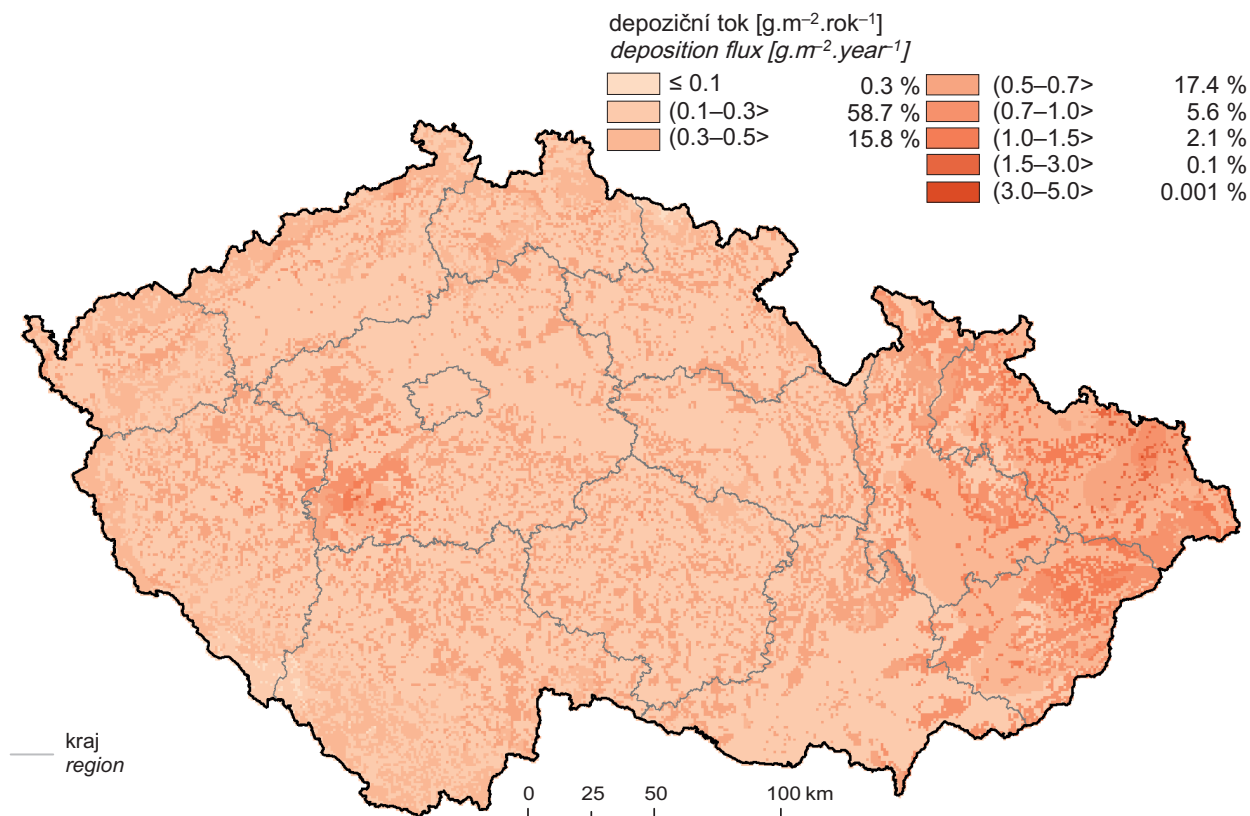 depoziční tok [g.m⁻².rok⁻¹]
deposition flux [g.m⁻².year⁻¹]
≤ 0.1 0.3 %
(0.1–0.3> 58.7 %
(0.3–0.5> 15.8 %
(0.5–0.7> 17.4 %
(0.7–1.0> 5.6 %
(1.0–1.5> 2.1 %
(1.5–3.0> 0.1 %
(3.0–5.0> 0.001 %
kraj
region
0 25 50 100 km